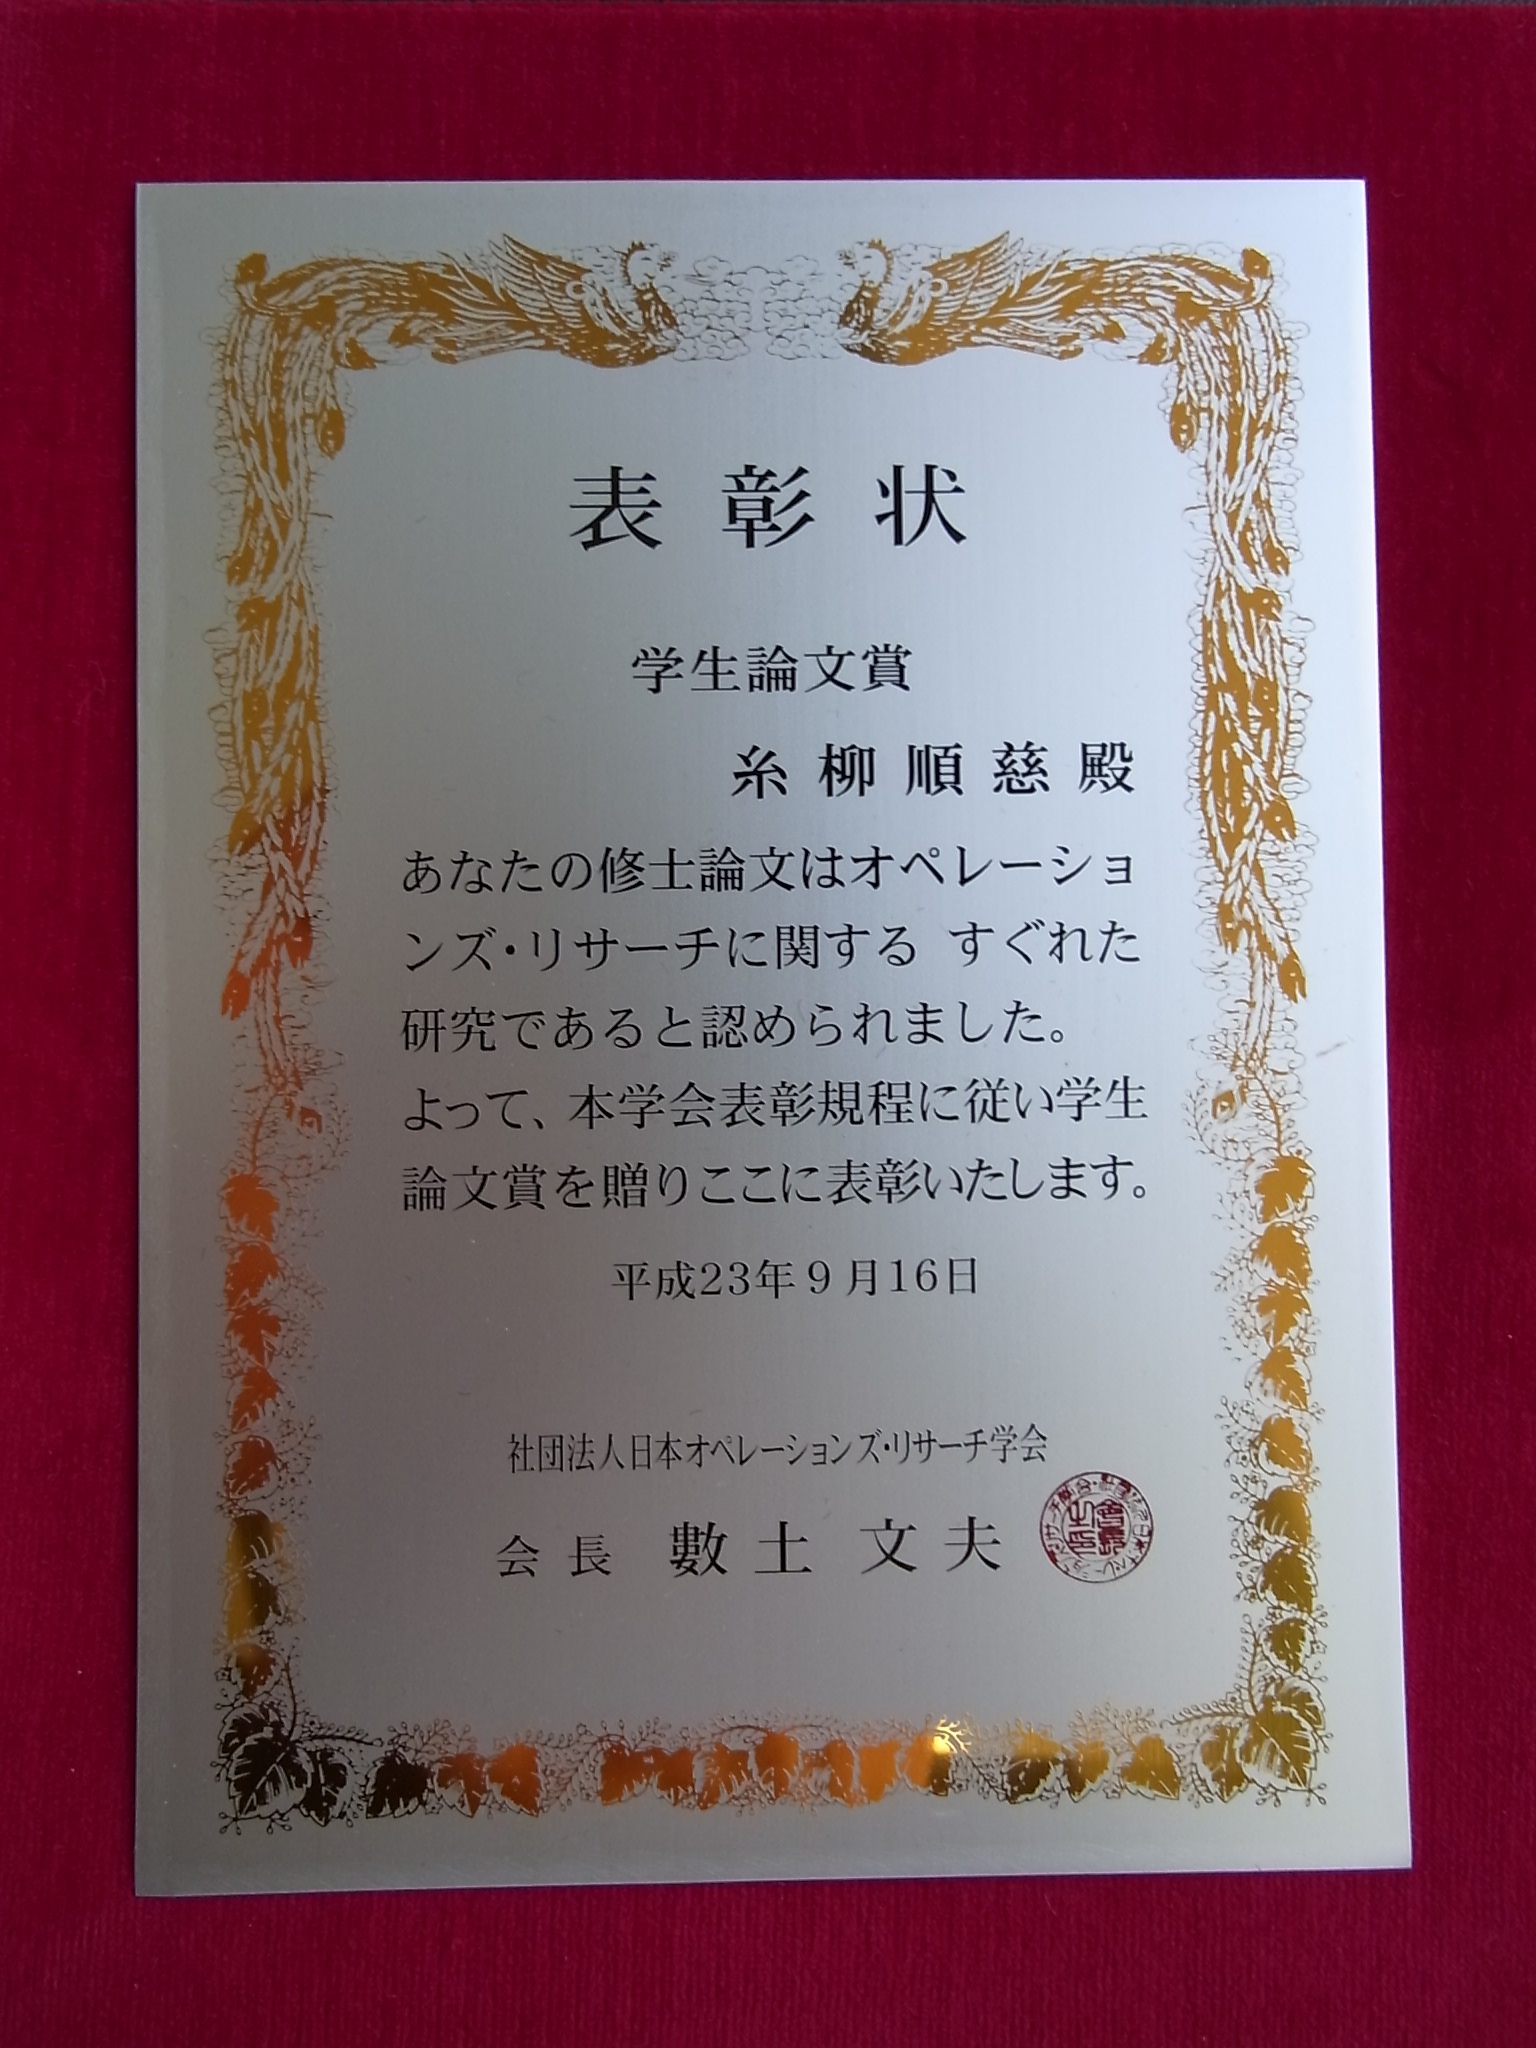 表彰状
学生論文賞
糸柳順慈殿
あなたの修士論文はオペレーショ
ンズ・リサーチに関する すぐれた
研究であると認められました。
よって、本学会表彰規程に従い学生
論文賞を贈りここに表彰いたします。
平成23年9月16日
社団法人日本オペレーションズ・リサーチ学会
会長 數土 文夫